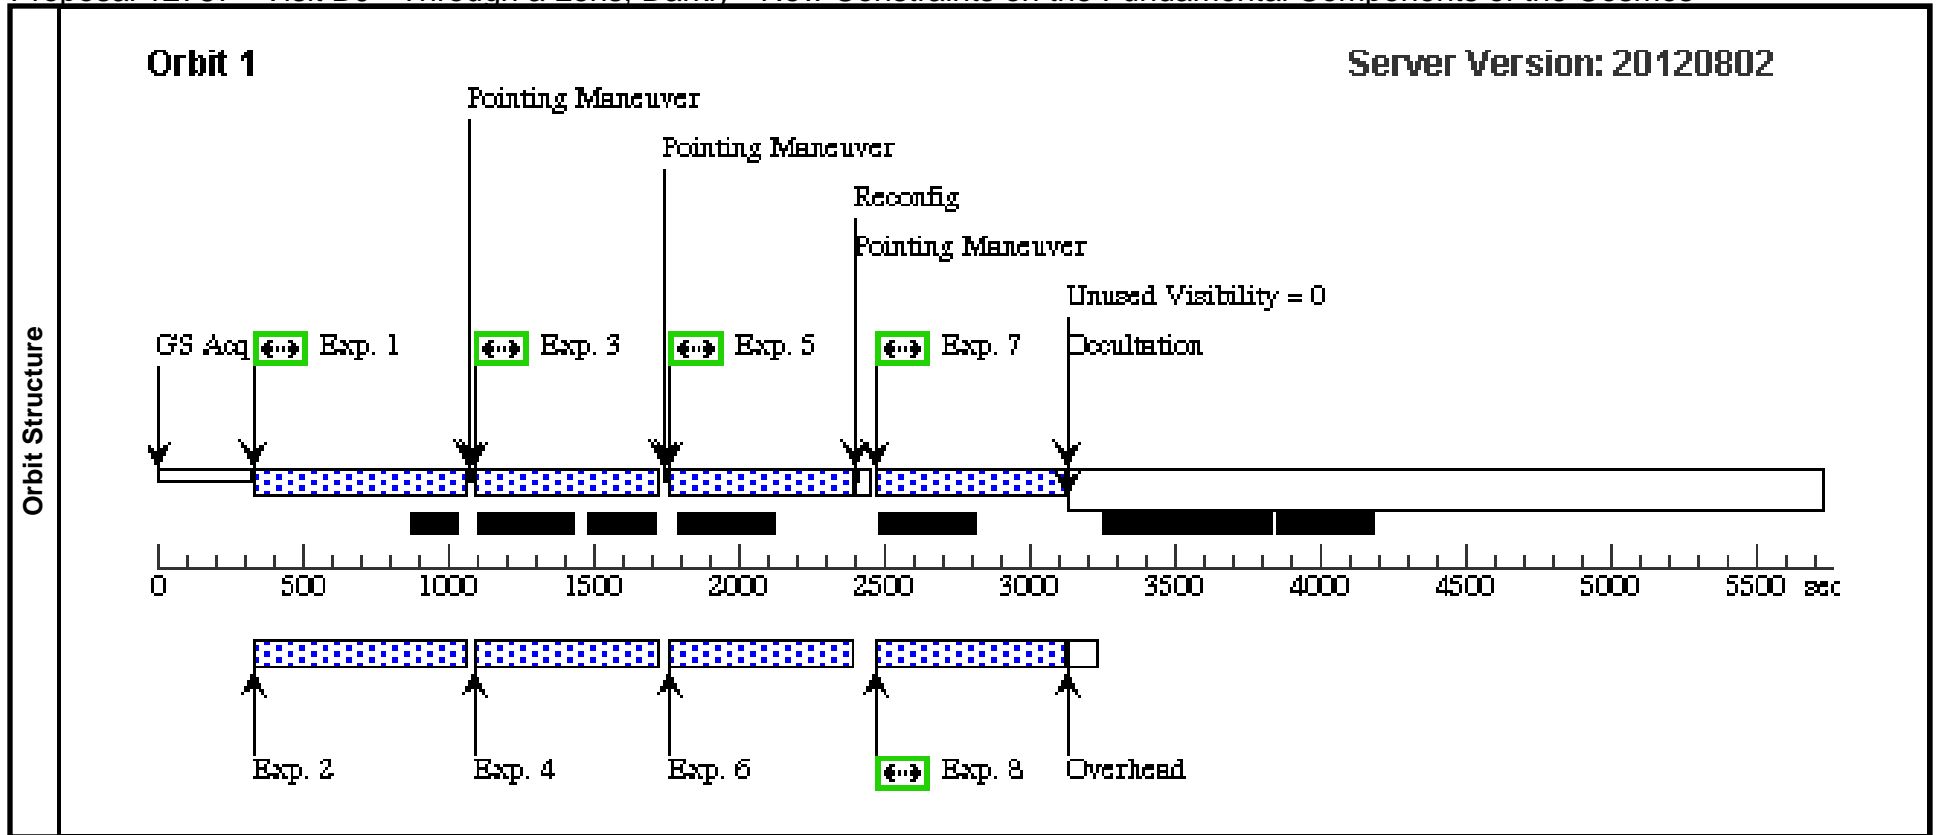 Orbit 1
Server Version: 20120802
Pointing Maneuver
Pointing Maneuver
Reconfig
Pointing Maneuver
Unused Visibility = 0
GS Acq Exp. 1 Exp. 3 Exp. 5 Exp. 7 Occultation
Orbit Structure
0 500 1000 1500 2000 2500 3000 3500 4000 4500 5000 5500 sec
Exp. 2 Exp. 4 Exp. 6 Exp. 8 Overhead